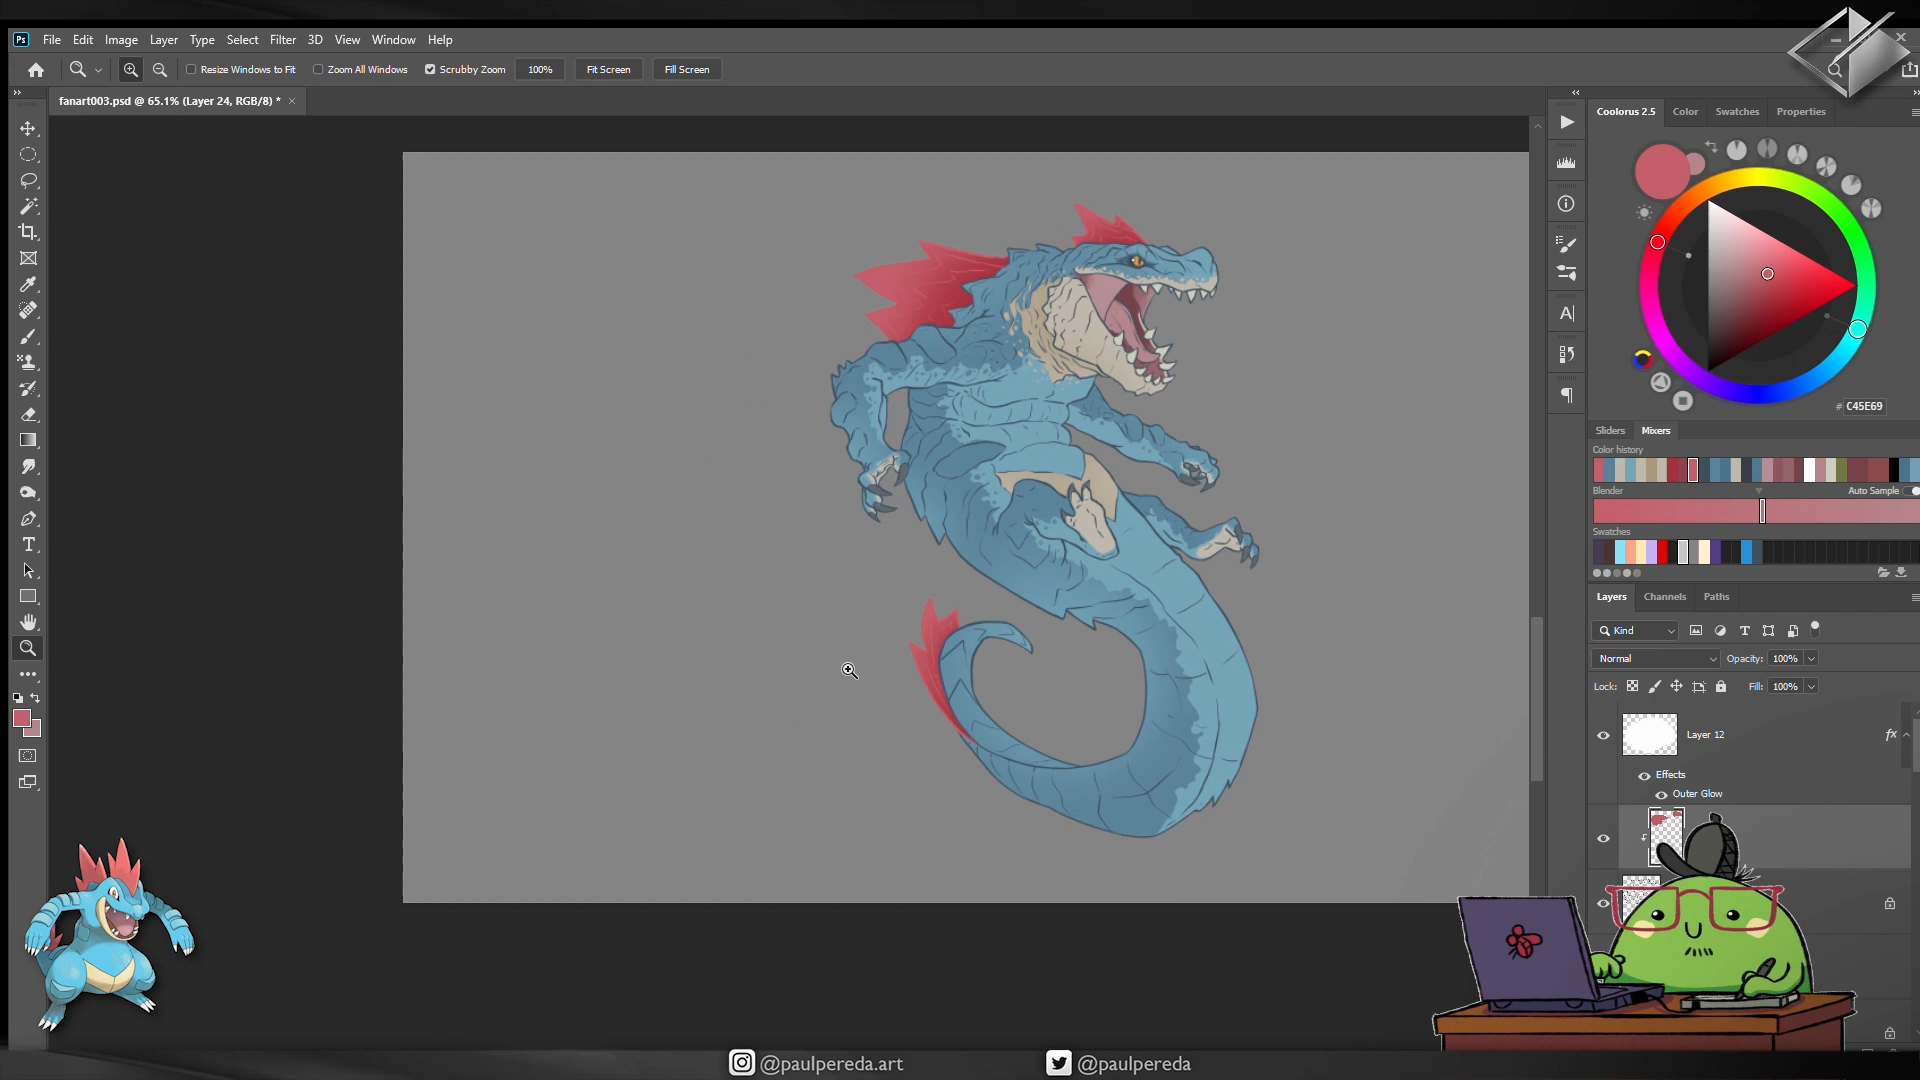 Ps File Edit Image Layer Type Select Filter 3D View Window Help
Resize Windows to Fit Zoom All Windows Scrubby Zoom 100% Fit Screen Fill Screen
fanart003.psd @ 65.1% (Layer 24, RGB/8) *
Coolorus 2.5 Color Swatches Properties
# C45E69
Sliders Mixers
Color history
Blender Auto Sample
Swatches
Layers Channels Paths
Kind
Normal Opacity: 100%
Lock: Fill: 100%
Layer 12 fx
Effects
Outer Glow
@paulpereda.art @paulpereda